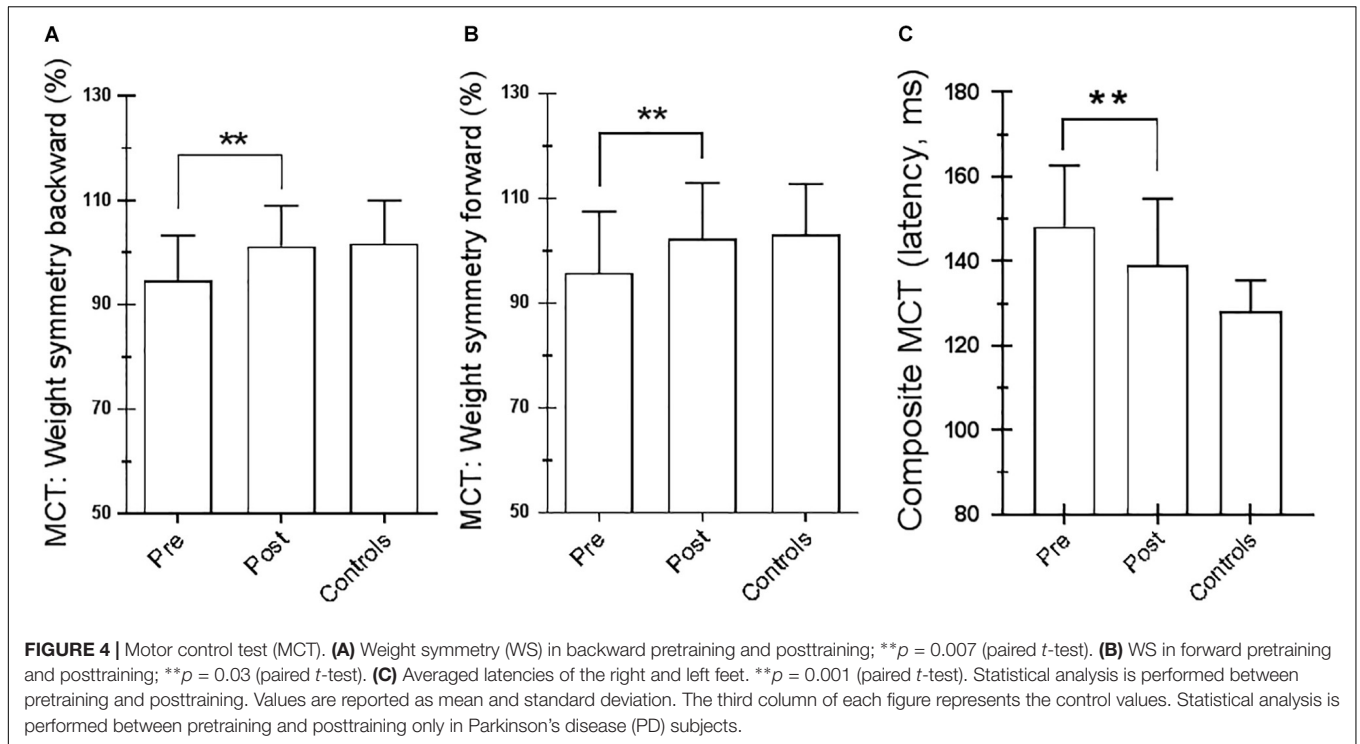 A
MCT: Weight symmetry backward (%)
130
110
90
70
50
**
Pre
Post
Controls
B
MCT: Weight symmetry forward (%)
130
110
90
70
50
**
Pre
Post
Controls
C
Composite MCT (latency, ms)
180
160
140
120
100
80
**
Pre
Post
Controls
FIGURE 4 | Motor control test (MCT). (A) Weight symmetry (WS) in backward pretraining and posttraining; **p = 0.007 (paired t-test). (B) WS in forward pretraining
and posttraining; **p = 0.03 (paired t-test). (C) Averaged latencies of the right and left feet. **p = 0.001 (paired t-test). Statistical analysis is performed between
pretraining and posttraining. Values are reported as mean and standard deviation. The third column of each figure represents the control values. Statistical analysis is
performed between pretraining and posttraining only in Parkinson's disease (PD) subjects.